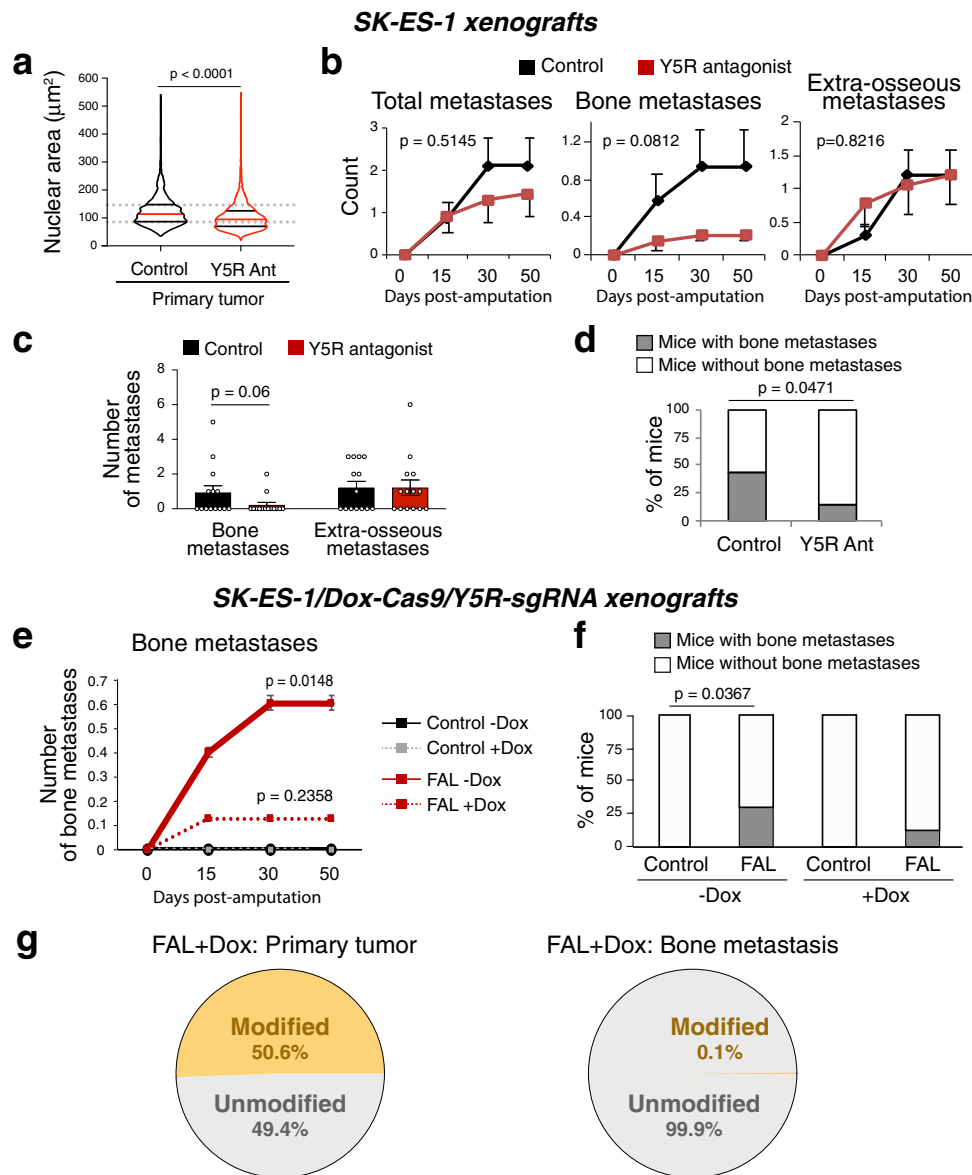 SK-ES-1 xenografts
a
p < 0.0001
Nuclear area (μm²)
600
500
400
300
200
100
0
Control Y5R Ant
Primary tumor
b
Control Y5R antagonist
Total metastases
p = 0.5145
Count
3
2
1
0
0 15 30 50
Days post-amputation
Bone metastases
p = 0.0812
1.2
0.8
0.4
0
0 15 30 50
Days post-amputation
Extra-osseous
metastases
p=0.8216
3
2
1
0
0 15 30 50
Days post-amputation
c
Control Y5R antagonist
p = 0.06
Number
of metastases
8
6
4
2
0
Bone
metastases
Extra-osseous
metastases
d
Mice with bone metastases
Mice without bone metastases
p = 0.0471
% of mice
100
75
50
25
0
Control Y5R Ant
SK-ES-1/Dox-Cas9/Y5R-sgRNA xenografts
e
Bone metastases
p = 0.0148
p = 0.2358
Number
of bone metastases
0.7
0.6
0.5
0.4
0.3
0.2
0.1
0
0 15 30 50
Days post-amputation
Control -Dox
Control +Dox
FAL -Dox
FAL +Dox
f
Mice with bone metastases
Mice without bone metastases
p = 0.0367
% of mice
100
75
50
25
0
Control FAL Control FAL
-Dox +Dox
g
FAL+Dox: Primary tumor
Modified
50.6%
Unmodified
49.4%
FAL+Dox: Bone metastasis
Modified
0.1%
Unmodified
99.9%